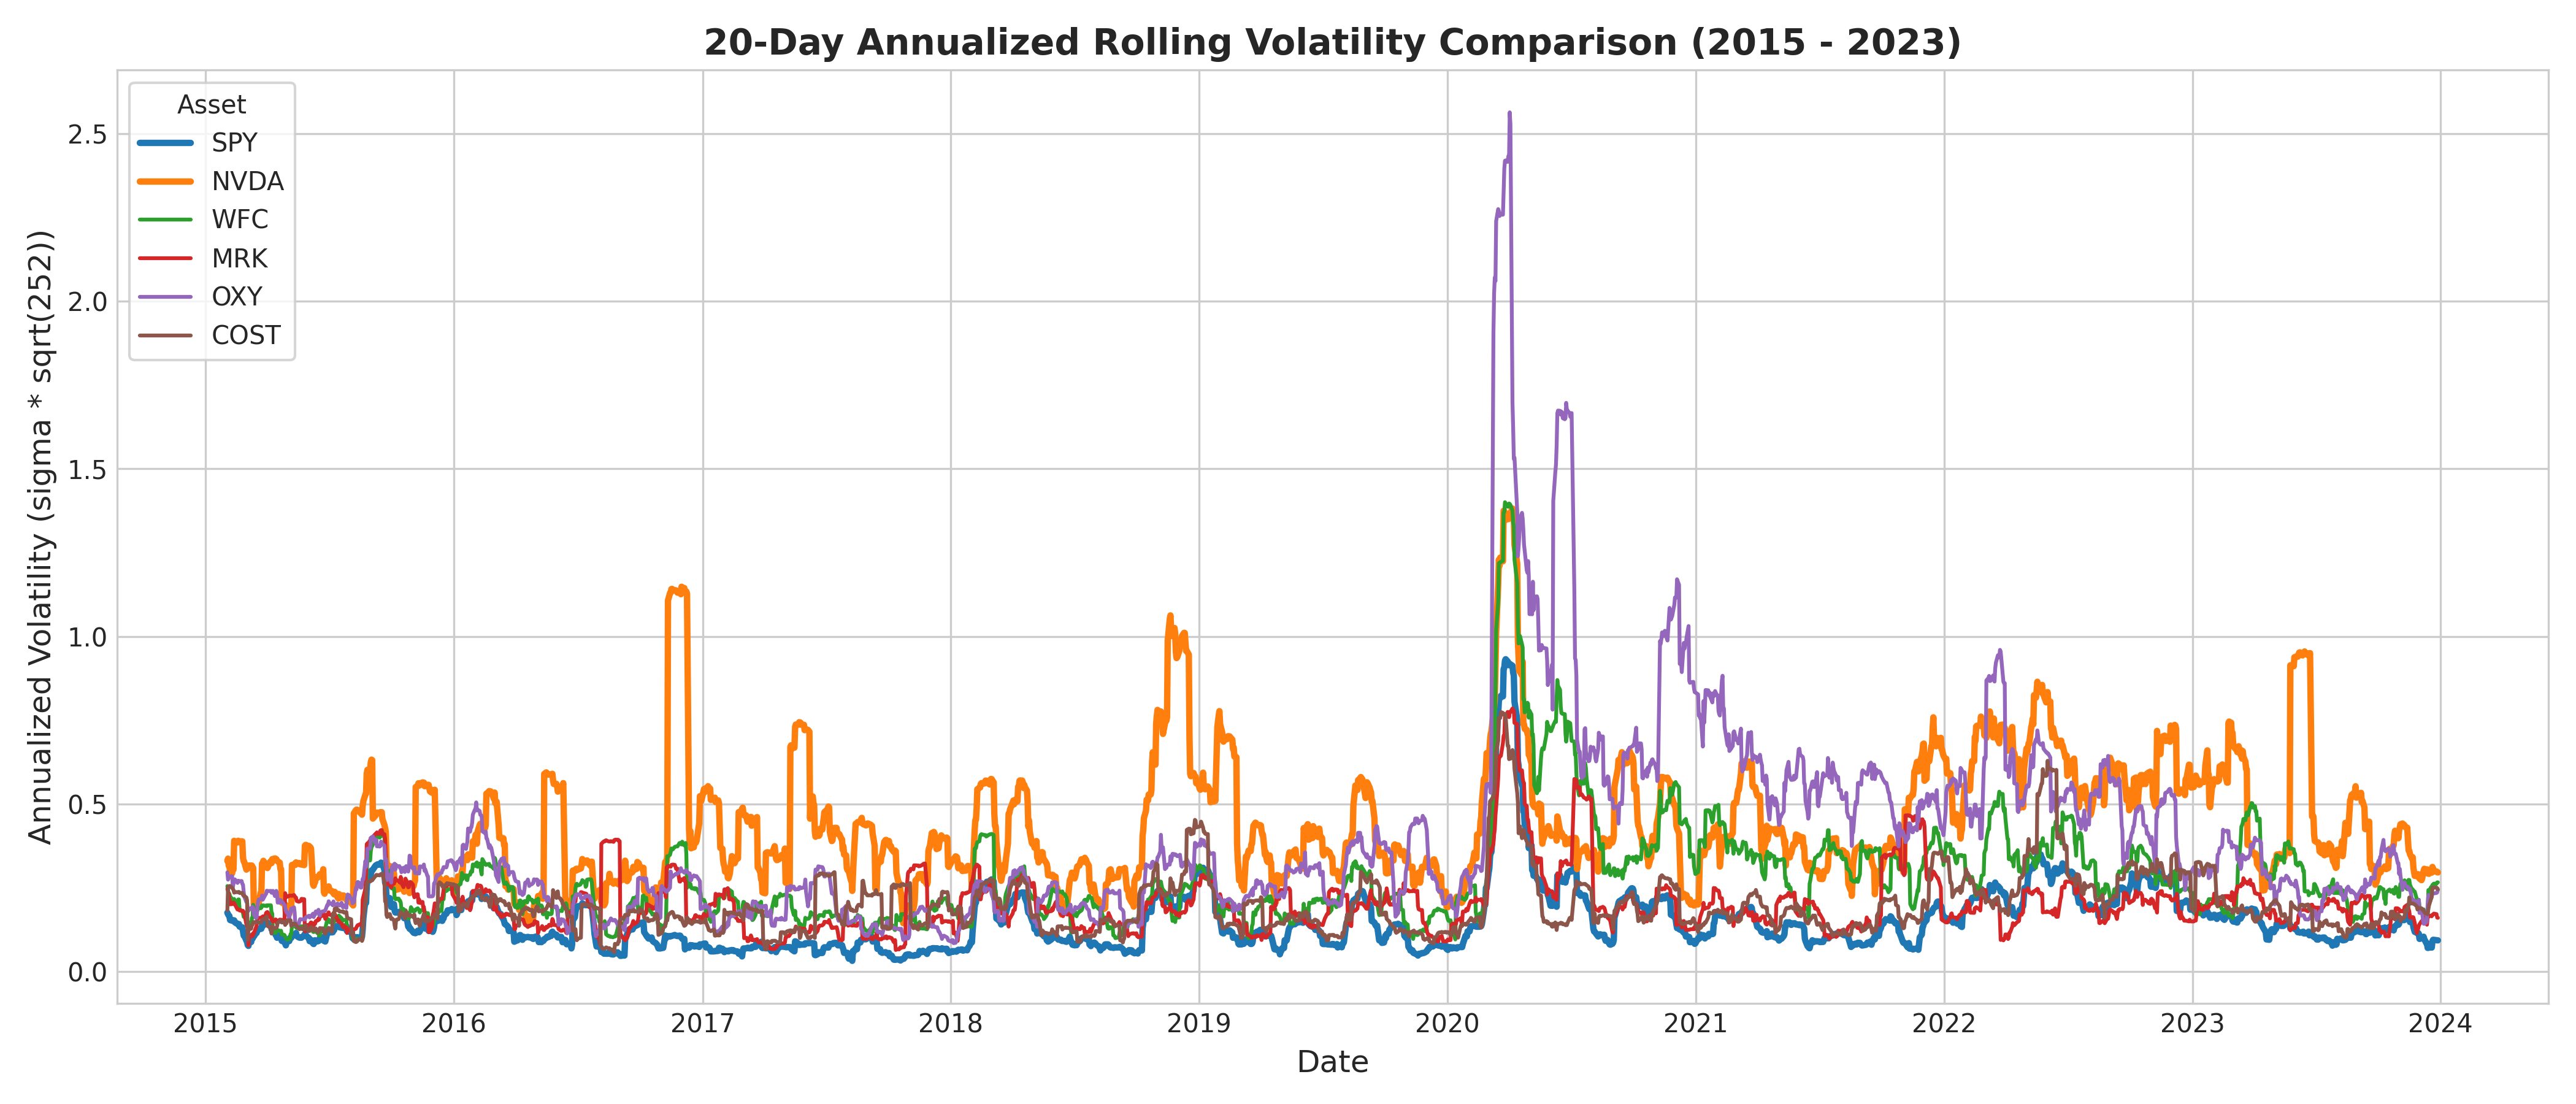 20-Day Annualized Rolling Volatility Comparison (2015 - 2023)
Annualized Volatility (sigma * sqrt(252))
2.5
2.0
1.5
1.0
0.5
0.0
Asset
SPY
NVDA
WFC
MRK
OXY
COST
2015 2016 2017 2018 2019 2020 2021 2022 2023 2024
Date